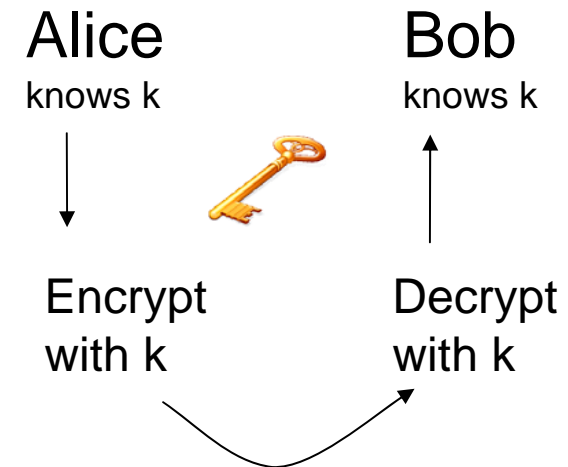 Alice
knows k
Bob
knows k
Encrypt
with k
Decrypt
with k